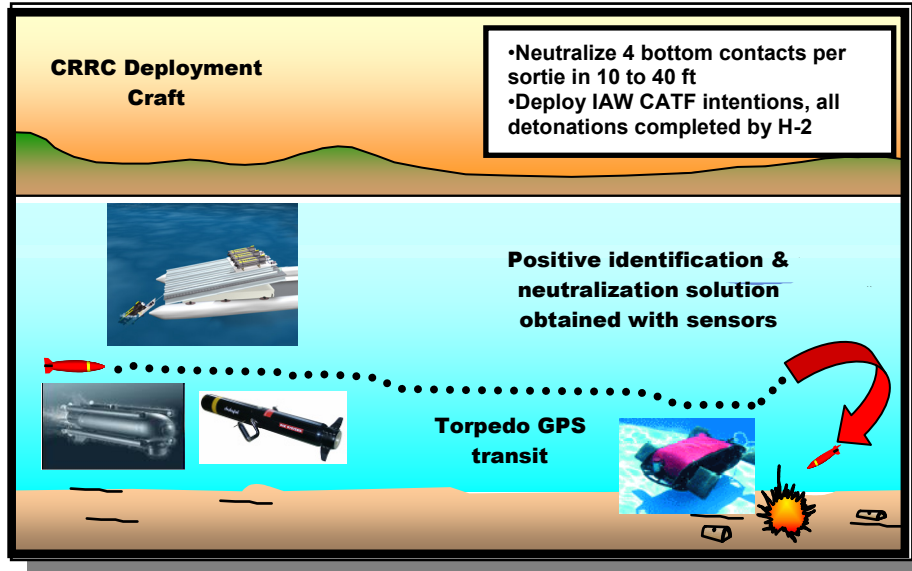 CRRC Deployment
Craft
•Neutralize 4 bottom contacts per
sortie in 10 to 40 ft
•Deploy IAW CATF intentions, all
detonations completed by H-2
Positive identification &
neutralization solution
obtained with sensors
Torpedo GPS
transit